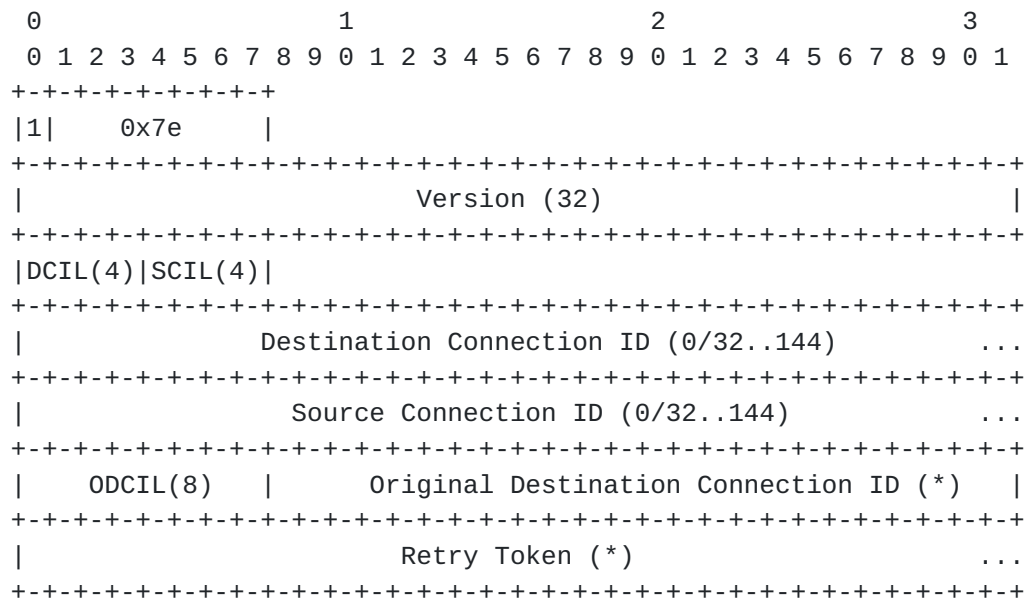 0                   1                   2                   3
 0 1 2 3 4 5 6 7 8 9 0 1 2 3 4 5 6 7 8 9 0 1 2 3 4 5 6 7 8 9 0 1
+-+-+-+-+-+-+-+-+
|1|    0x7e     |
+-+-+-+-+-+-+-+-+-+-+-+-+-+-+-+-+-+-+-+-+-+-+-+-+-+-+-+-+-+-+-+-+
|                         Version (32)                          |
+-+-+-+-+-+-+-+-+-+-+-+-+-+-+-+-+-+-+-+-+-+-+-+-+-+-+-+-+-+-+-+-+
|DCIL(4)|SCIL(4)|
+-+-+-+-+-+-+-+-+-+-+-+-+-+-+-+-+-+-+-+-+-+-+-+-+-+-+-+-+-+-+-+-+
|               Destination Connection ID (0/32..144)         ...
+-+-+-+-+-+-+-+-+-+-+-+-+-+-+-+-+-+-+-+-+-+-+-+-+-+-+-+-+-+-+-+-+
|                 Source Connection ID (0/32..144)            ...
+-+-+-+-+-+-+-+-+-+-+-+-+-+-+-+-+-+-+-+-+-+-+-+-+-+-+-+-+-+-+-+-+
|    ODCIL(8)   |      Original Destination Connection ID (*)   |
+-+-+-+-+-+-+-+-+-+-+-+-+-+-+-+-+-+-+-+-+-+-+-+-+-+-+-+-+-+-+-+-+
|                        Retry Token (*)                      ...
+-+-+-+-+-+-+-+-+-+-+-+-+-+-+-+-+-+-+-+-+-+-+-+-+-+-+-+-+-+-+-+-+